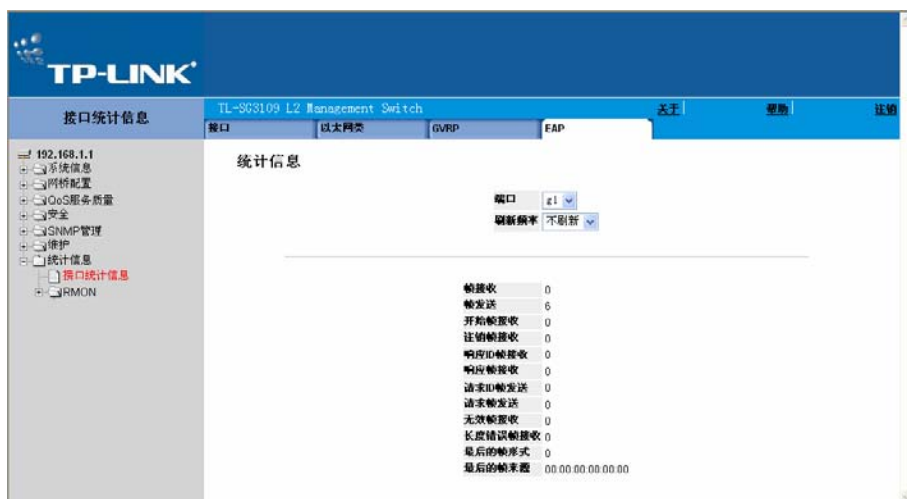 TP-LINK
接口统计信息
TL-SG3109 L2 Management Switch
关于
帮助
注销
接口
以太网类
GVRP
EAP
192.168.1.1
系统信息
网桥配置
QoS服务质量
安全
SNMP管理
维护
统计信息
接口统计信息
RMON
统计信息
端口 g1
刷新频率 不刷新
帧接收 0
帧发送 6
开始帧接收 0
注销帧接收 0
响应ID帧接收 0
响应帧接收 0
请求ID帧发送 0
请求帧发送 0
无效帧接收 0
长度错误帧接收 0
最后的帧形式 0
最后的帧来源 00:00:00:00:00:00